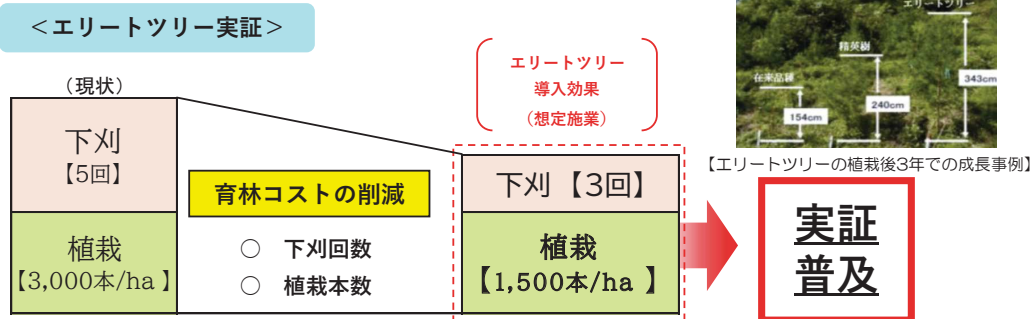 ＜エリートツリー実証＞
（現状）
下刈
【5回】
植栽
【3,000本/ha 】
育林コストの削減
○ 下刈回数
○ 植栽本数
エリートツリー
導入効果
（想定施業）
下刈【3回】
植栽
【1,500本/ha 】
エリートツリー
精英樹
在来品種
343cm
240cm
154cm
【エリートツリーの植栽後3年での成長事例】
実証
普及